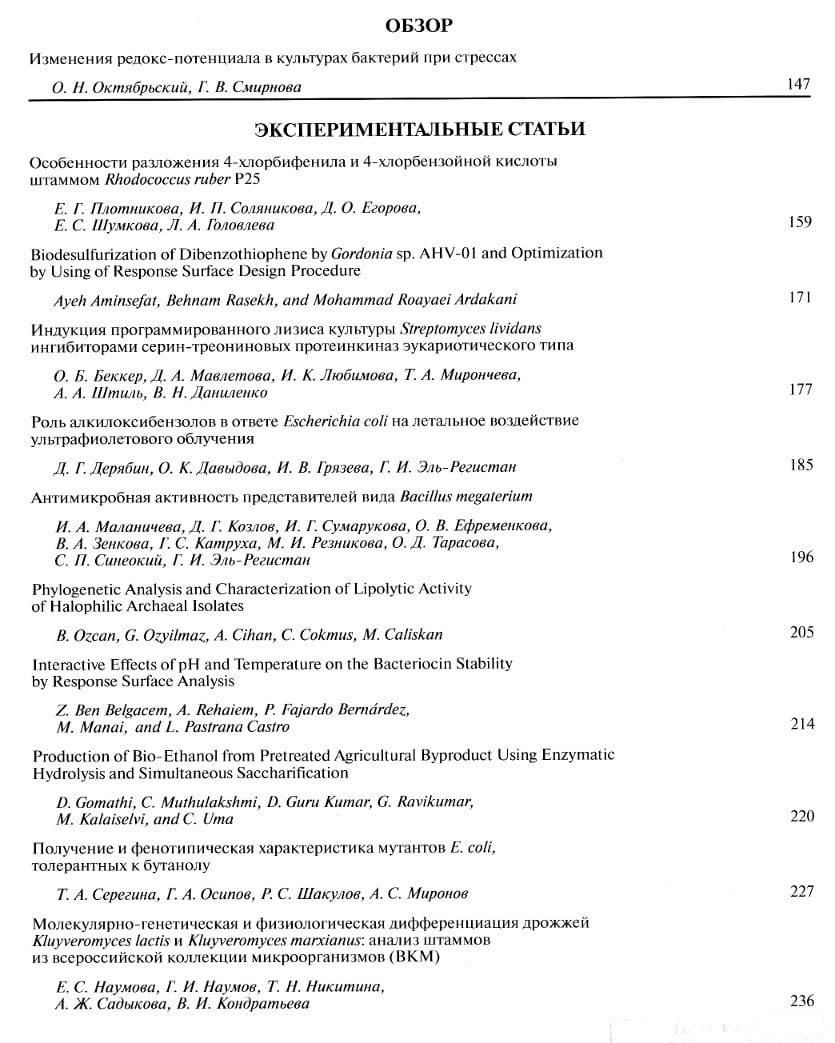 ОБЗОР
Изменения редокс-потенциала в культурах бактерий при стрессах
О. Н. Октябрьский, Г. В. Смирнова 147
ЭКСПЕРИМЕНТАЛЬНЫЕ СТАТЬИ
Особенности разложения 4-хлорбифенила и 4-хлорбензойной кислоты
штаммом Rhodococcus ruber P25
Е. Г. Плотникова, И. П. Соляникова, Д. О. Егорова,
Е. С. Шумкова, Л. А. Головлева 159
Biodesulfurization of Dibenzothiophene by Gordonia sp. AHV-01 and Optimization
by Using of Response Surface Design Procedure
Ayeh Aminsefat, Behnam Rasekh, and Mohammad Roayaei Ardakani 171
Индукция программированного лизиса культуры Streptomyces lividans
ингибиторами серин-треониновых протеинкиназ эукариотического типа
О. Б. Беккер, Д. А. Мавлетова, И. К. Любимова, Т. А. Мирончева,
А. А. Штиль, В. Н. Даниленко 177
Роль алкилоксибензолов в ответе Escherichia coli на летальное воздействие
ультрафиолетового облучения
Д. Г. Дерябин, О. К. Давыдова, И. В. Грязева, Г. И. Эль-Регистан 185
Антимикробная активность представителей вида Bacillus megaterium
И. А. Маланичева, Д. Г. Козлов, И. Г. Сумарукова, О. В. Ефременкова,
В. А. Зенкова, Г. С. Катруха, М. И. Резникова, О. Д. Тарасова,
С. П. Синеокий, Г. И. Эль-Регистан 196
Phylogenetic Analysis and Characterization of Lipolytic Activity
of Halophilic Archaeal Isolates
B. Ozcan, G. Ozyilmaz, A. Cihan, C. Cokmus, M. Caliskan 205
Interactive Effects of pH and Temperature on the Bacteriocin Stability
by Response Surface Analysis
Z. Ben Belgacem, A. Rehaiem, P. Fajardo Bernárdez,
M. Manai, and L. Pastrana Castro 214
Production of Bio-Ethanol from Pretreated Agricultural Byproduct Using Enzymatic
Hydrolysis and Simultaneous Saccharification
D. Gomathi, C. Muthulakshmi, D. Guru Kumar, G. Ravikumar,
M. Kalaiselvi, and C. Uma 220
Получение и фенотипическая характеристика мутантов E. coli,
толерантных к бутанолу
Т. А. Серегина, Г. А. Осипов, Р. С. Шакулов, А. С. Миронов 227
Молекулярно-генетическая и физиологическая дифференциация дрожжей
Kluyveromyces lactis и Kluyveromyces marxianus: анализ штаммов
из всероссийской коллекции микроорганизмов (ВКМ)
Е. С. Наумова, Г. И. Наумов, Т. Н. Никитина,
А. Ж. Садыкова, В. И. Кондратьева 236